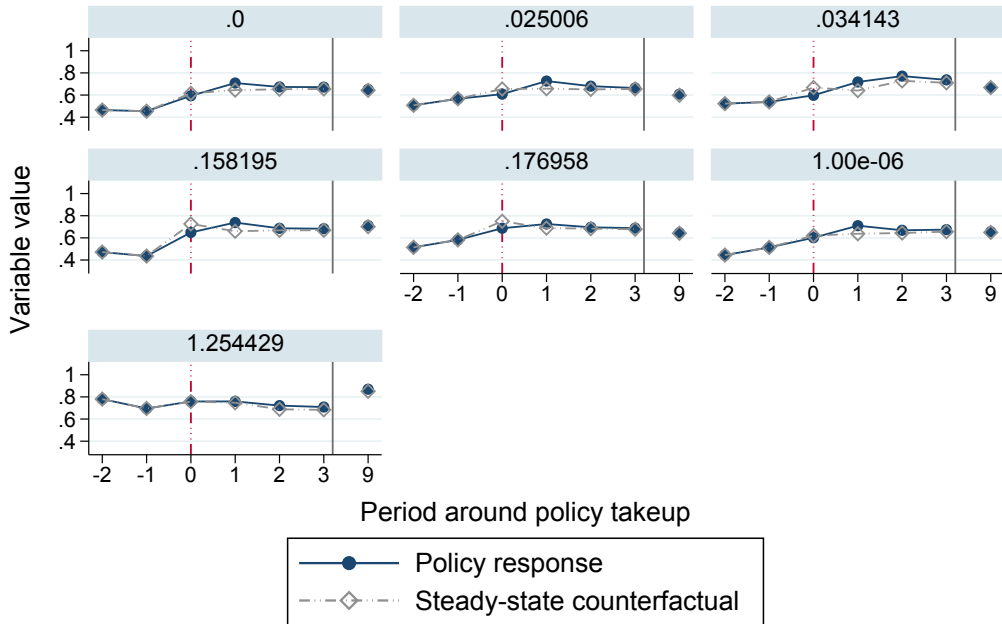 .0
.025006
.034143
1
.8
.6
.4
.158195
.176958
1.00e-06
1
.8
.6
.4
-2 -1 0 1 2 3 9
-2 -1 0 1 2 3 9
1.254429
1
.8
.6
.4
-2 -1 0 1 2 3 9
Variable value
Period around policy takeup
Policy response
Steady-state counterfactual